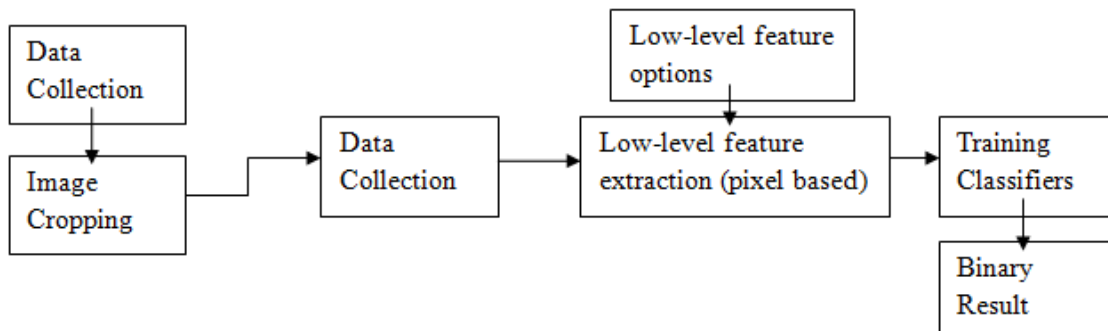 Data
Collection
Image
Cropping
Data
Collection
Low-level feature
options
Low-level feature
extraction (pixel based)
Training
Classifiers
Binary
Result